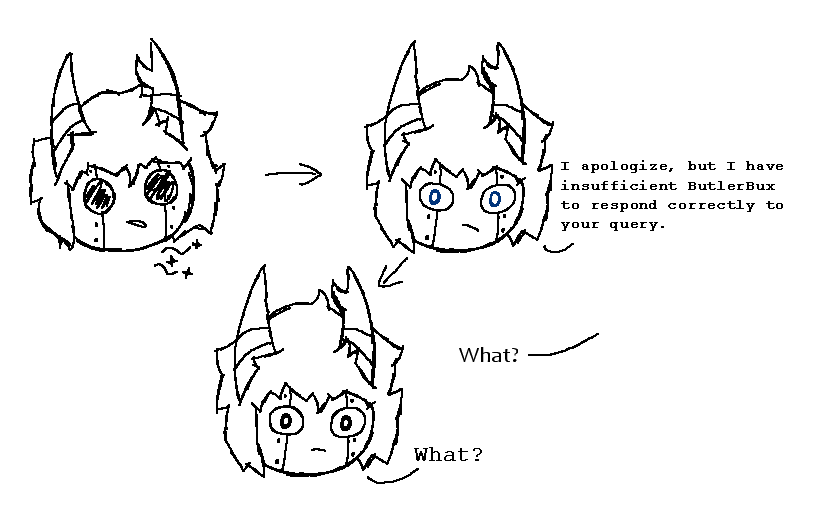 I apologize, but I have
insufficient ButlerBux
to respond correctly to
your query.
What?
What?